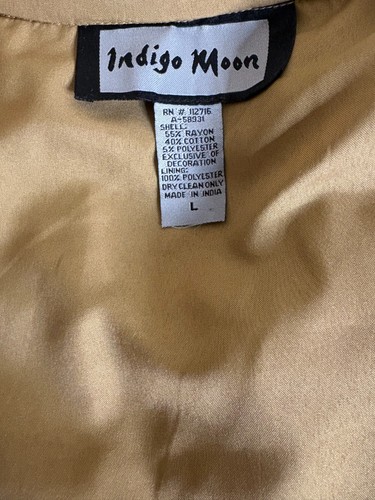 Indigo Moon
RN # 112716
A-58931
SHELL:
55% RAYON
40% COTTON
5% POLYESTER
EXCLUSIVE OF
DECORATION
LINING:
100% POLYESTER
DRY CLEAN ONLY
MADE IN INDIA
L